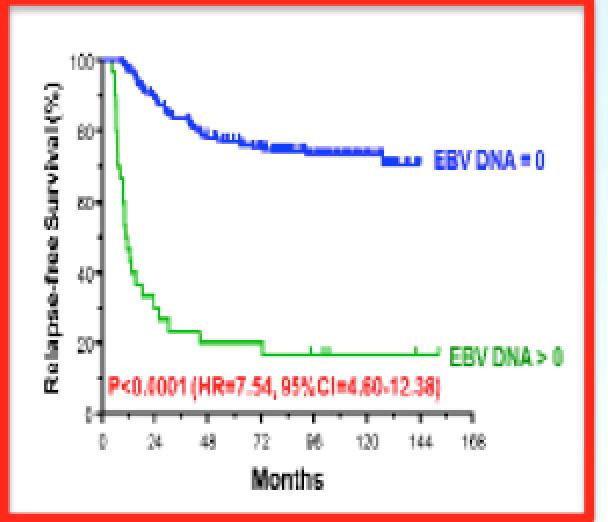 Relapse-free Survival (%)
100
80
60
40
20
0
EBV DNA = 0
EBV DNA > 0
P<0.0001 (HR=7.54, 95%CI=4.60-12.38)
0 24 48 72 96 120 144 168
Months